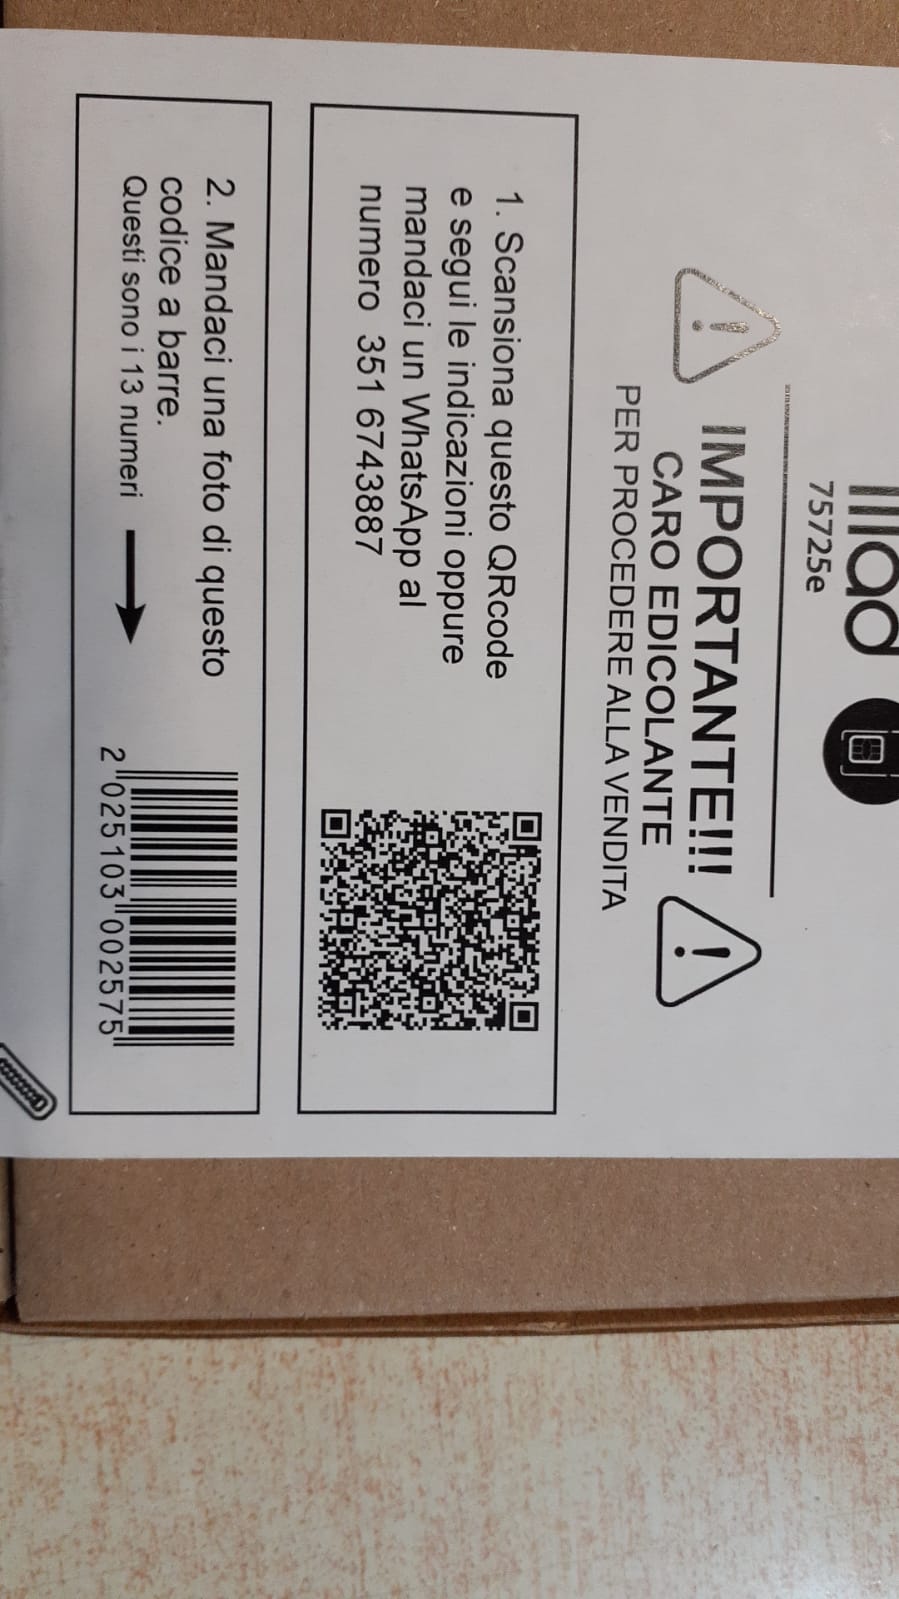 iliad
75725e
IMPORTANTE!!!
CARO EDICOLANTE
PER PROCEDERE ALLA VENDITA
1. Scansiona questo QRcode
e segui le indicazioni oppure
mandaci un WhatsApp al
numero 351 6743887
2. Mandaci una foto di questo
codice a barre.
Questi sono i 13 numeri
2 025103 002575